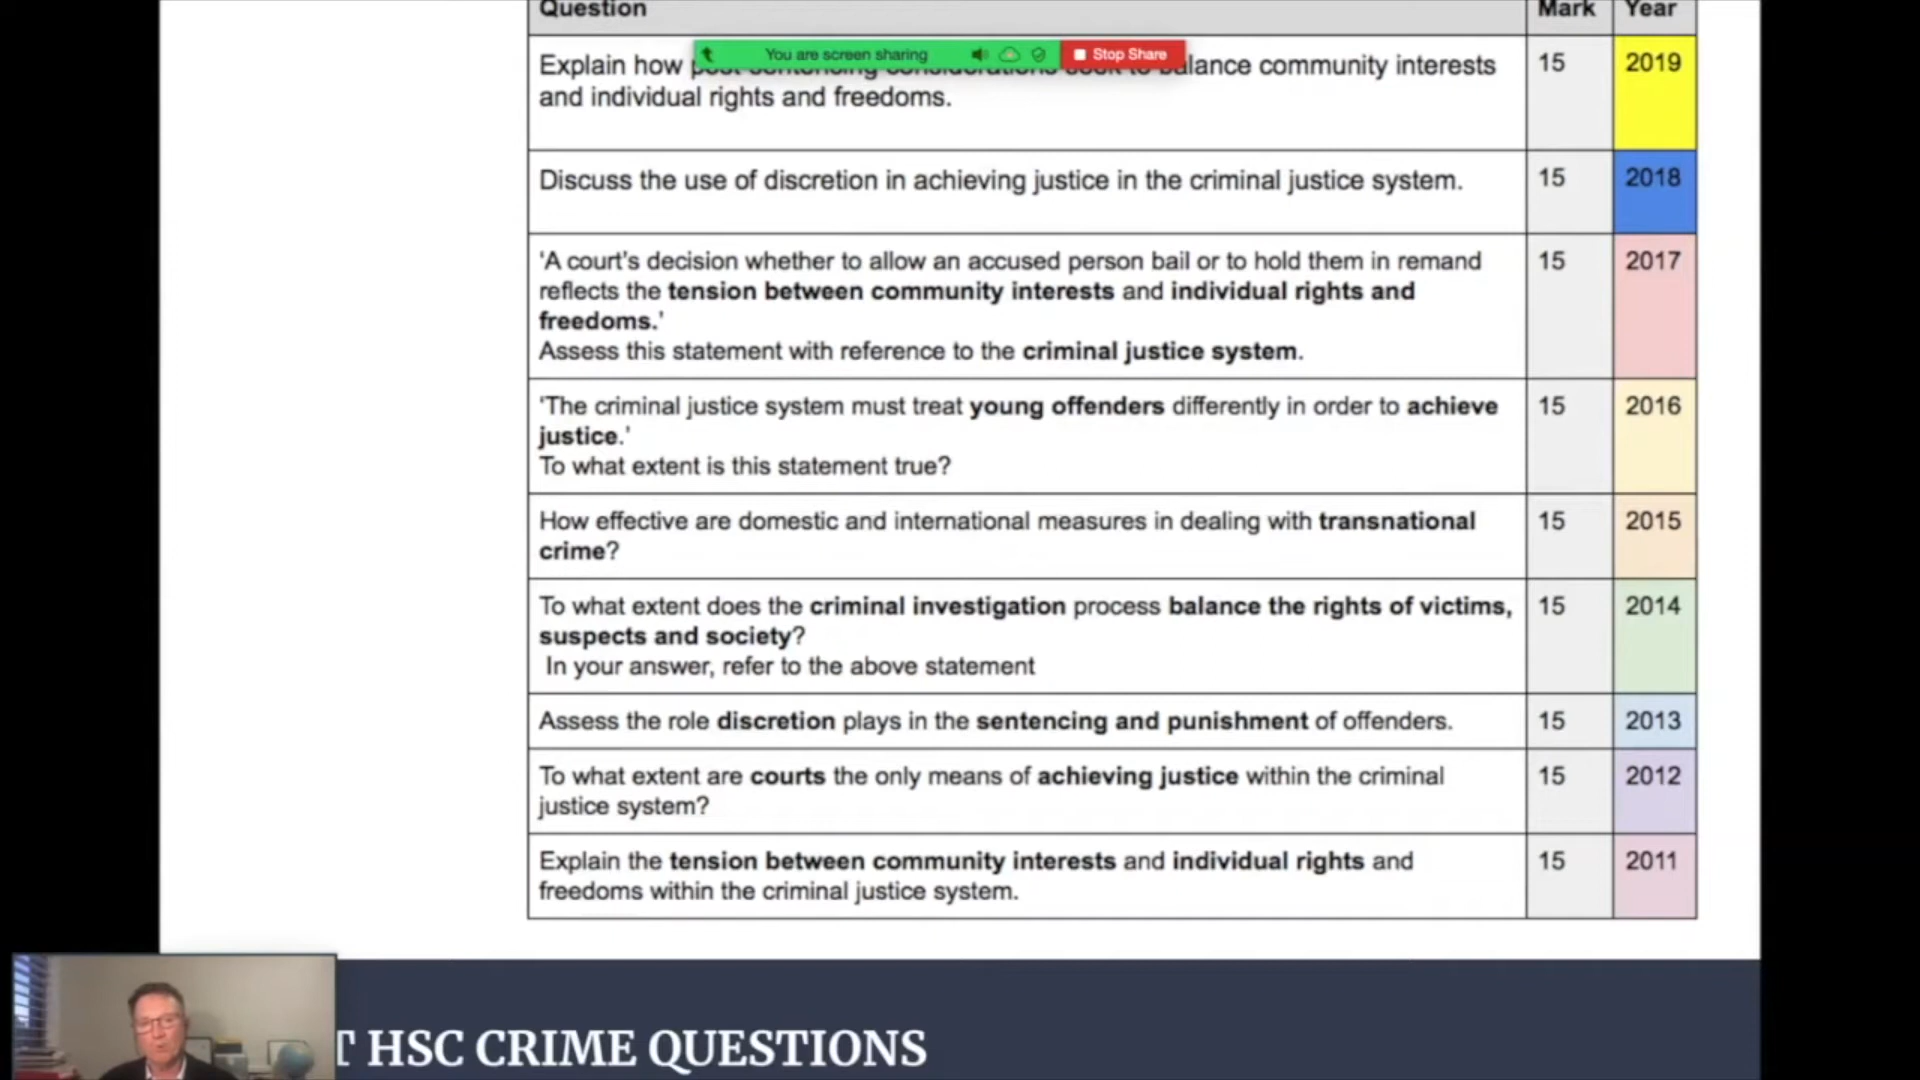 Question Mark Year
You are screen sharing Stop Share
Explain how post-sentencing considerations seek to balance community interests 15 2019
and individual rights and freedoms.
Discuss the use of discretion in achieving justice in the criminal justice system. 15 2018
'A court's decision whether to allow an accused person bail or to hold them in remand 15 2017
reflects the tension between community interests and individual rights and
freedoms.'
Assess this statement with reference to the criminal justice system.
'The criminal justice system must treat young offenders differently in order to achieve 15 2016
justice.'
To what extent is this statement true?
How effective are domestic and international measures in dealing with transnational 15 2015
crime?
To what extent does the criminal investigation process balance the rights of victims, 15 2014
suspects and society?
In your answer, refer to the above statement
Assess the role discretion plays in the sentencing and punishment of offenders. 15 2013
To what extent are courts the only means of achieving justice within the criminal 15 2012
justice system?
Explain the tension between community interests and individual rights and 15 2011
freedoms within the criminal justice system.
T HSC CRIME QUESTIONS